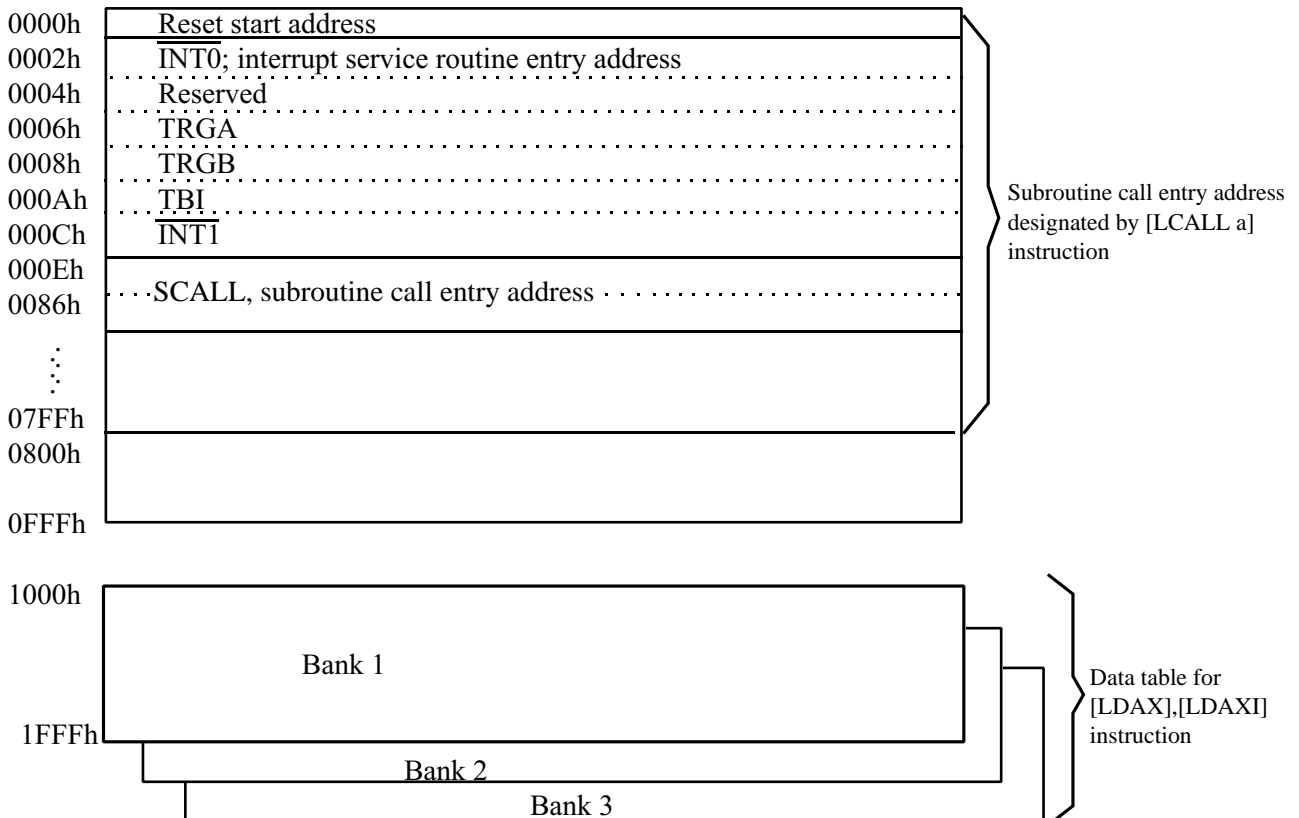 0000h Reset start address
0002h INT0; interrupt service routine entry address
0004h Reserved
0006h TRGA
0008h TRGB
000Ah TBI
000Ch INT1
000Eh
SCALL, subroutine call entry address
0086h
07FFh
0800h
0FFFh
Subroutine call entry address
designated by [LCALL a]
instruction
1000h
Bank 1
1FFFh
Bank 2
Bank 3
Data table for
[LDAX],[LDAXI]
instruction